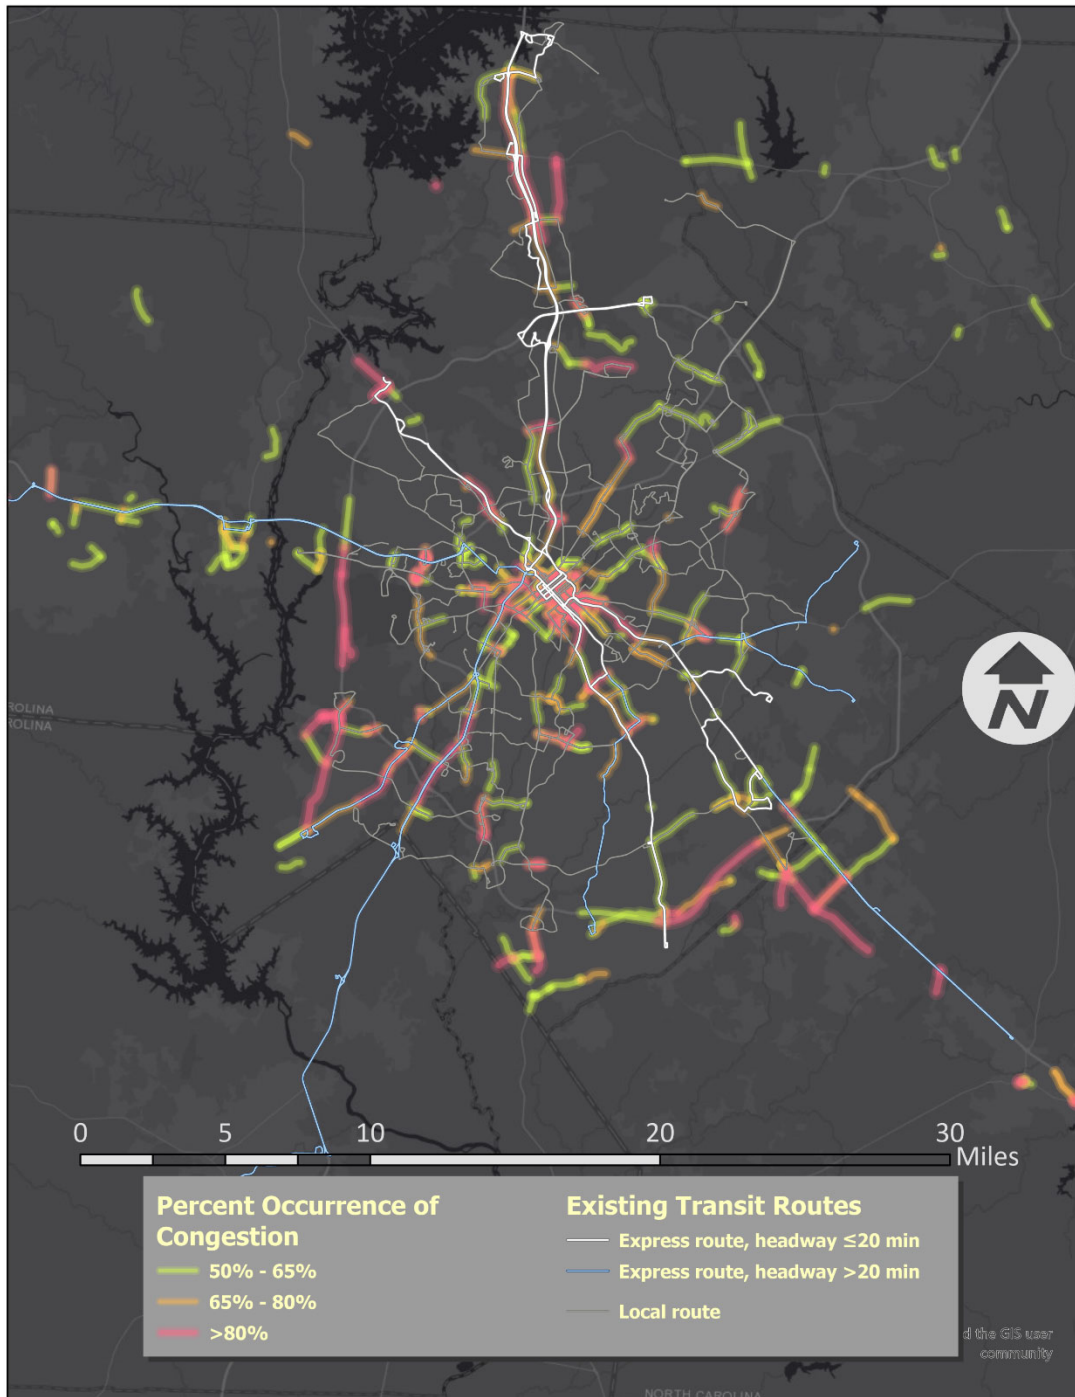 OROLINA
ROLINA
N
0 5 10 20 30
Miles
Percent Occurrence of
Congestion
50% - 65%
65% - 80%
>80%
Existing Transit Routes
Express route, headway ≤20 min
Express route, headway >20 min
Local route
d the GIS user
community
NORTH CAROLINA